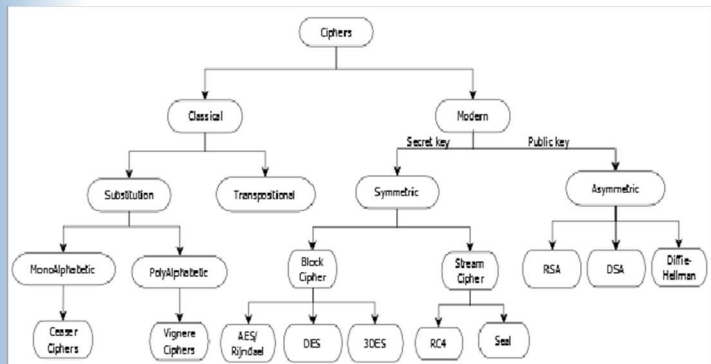 Ciphers
Classical
Modern
Secret key
Public key
Substitution
Transpositional
Symmetric
Asymmetric
MonoAlphabetic
PolyAlphabetic
Block
Cipher
Stream
Cipher
RSA
DSA
Diffie-
Hellman
Ceaser
Ciphers
Vignere
Ciphers
AES/
Rijndael
DIES
3DES
RC4
Seal